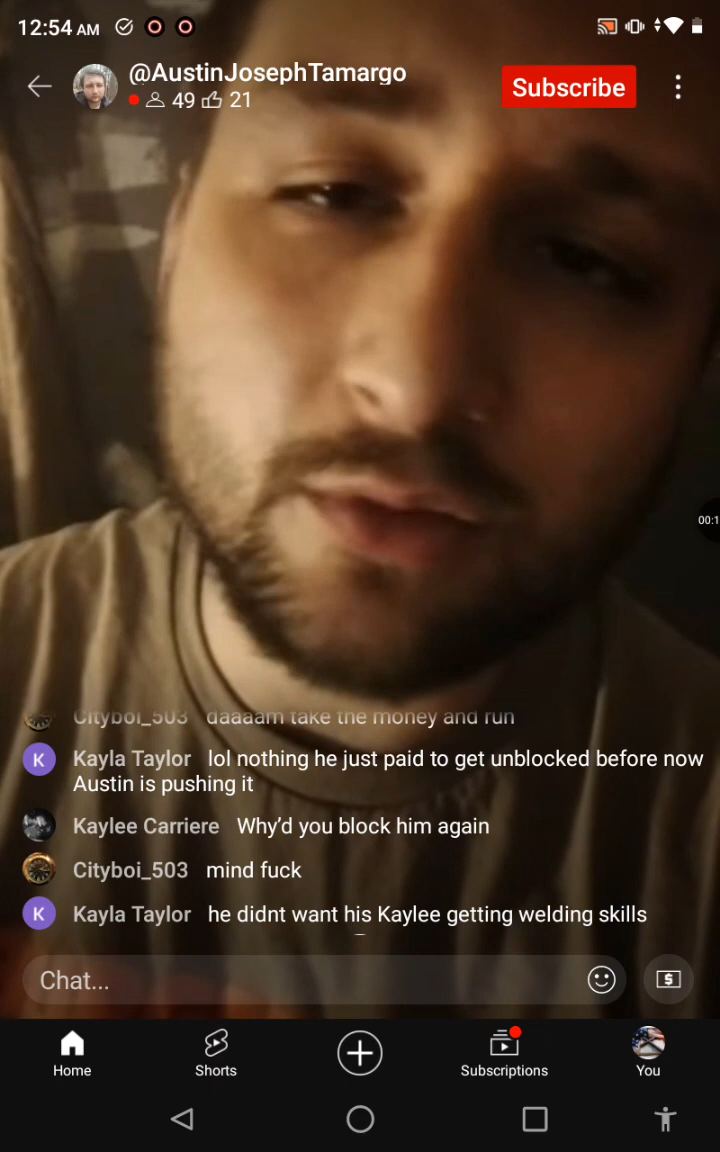 12:54 AM
@AustinJosephTamargo
49 21
Subscribe
00:1
Cityboi_503 daaaam take the money and run
K Kayla Taylor lol nothing he just paid to get unblocked before now
Austin is pushing it
Kaylee Carriere Why'd you block him again
Cityboi_503 mind fuck
K Kayla Taylor he didnt want his Kaylee getting welding skills
Chat...
$
Home
Shorts
Subscriptions
You